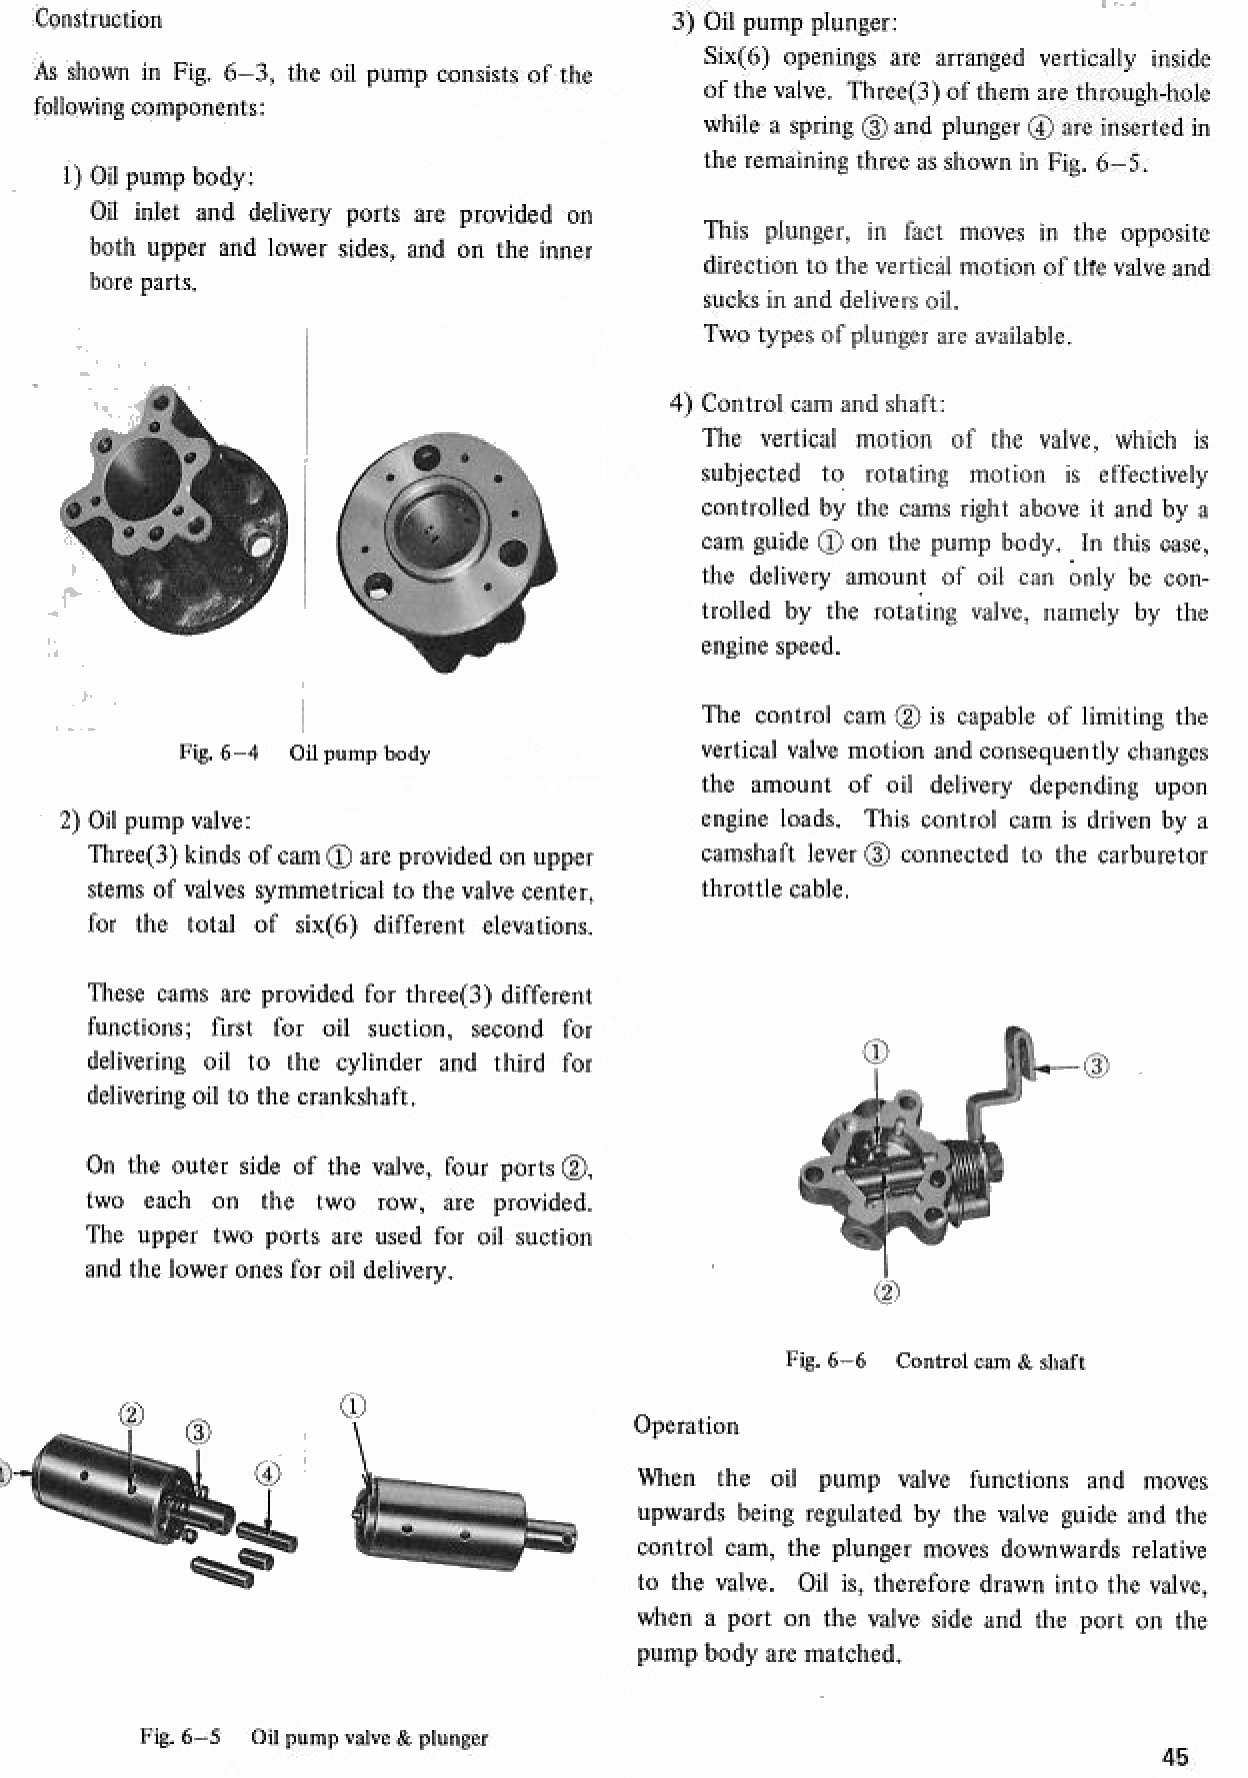 Construction
As shown in Fig. 6–3, the oil pump consists of the
following components:
1) Oil pump body:
Oil inlet and delivery ports are provided on
both upper and lower sides, and on the inner
bore parts.
Fig. 6–4 Oil pump body
2) Oil pump valve:
Three(3) kinds of cam ① are provided on upper
stems of valves symmetrical to the valve center,
for the total of six(6) different elevations.
These cams are provided for three(3) different
functions; first for oil suction, second for
delivering oil to the cylinder and third for
delivering oil to the crankshaft.
On the outer side of the valve, four ports ②,
two each on the two row, are provided.
The upper two ports are used for oil suction
and the lower ones for oil delivery.
②
③
④
①
Fig. 6–5 Oil pump valve & plunger
3) Oil pump plunger:
Six(6) openings are arranged vertically inside
of the valve. Three(3) of them are through-hole
while a spring ③ and plunger ④ are inserted in
the remaining three as shown in Fig. 6–5.
This plunger, in fact moves in the opposite
direction to the vertical motion of the valve and
sucks in and delivers oil.
Two types of plunger are available.
4) Control cam and shaft:
The vertical motion of the valve, which is
subjected to rotating motion is effectively
controlled by the cams right above it and by a
cam guide ① on the pump body. In this case,
the delivery amount of oil can only be con-
trolled by the rotating valve, namely by the
engine speed.
The control cam ② is capable of limiting the
vertical valve motion and consequently changes
the amount of oil delivery depending upon
engine loads. This control cam is driven by a
camshaft lever ③ connected to the carburetor
throttle cable.
①
③
②
Fig. 6–6 Control cam & shaft
Operation
When the oil pump valve functions and moves
upwards being regulated by the valve guide and the
control cam, the plunger moves downwards relative
to the valve. Oil is, therefore drawn into the valve,
when a port on the valve side and the port on the
pump body are matched.
45